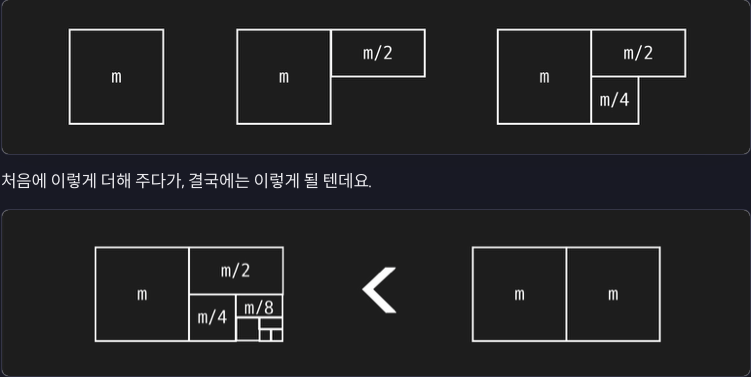 m
m m/2
m m/2
m/4
처음에 이렇게 더해 주다가, 결국에는 이렇게 될 텐데요.
m m/2
m/4 m/8
<
m m